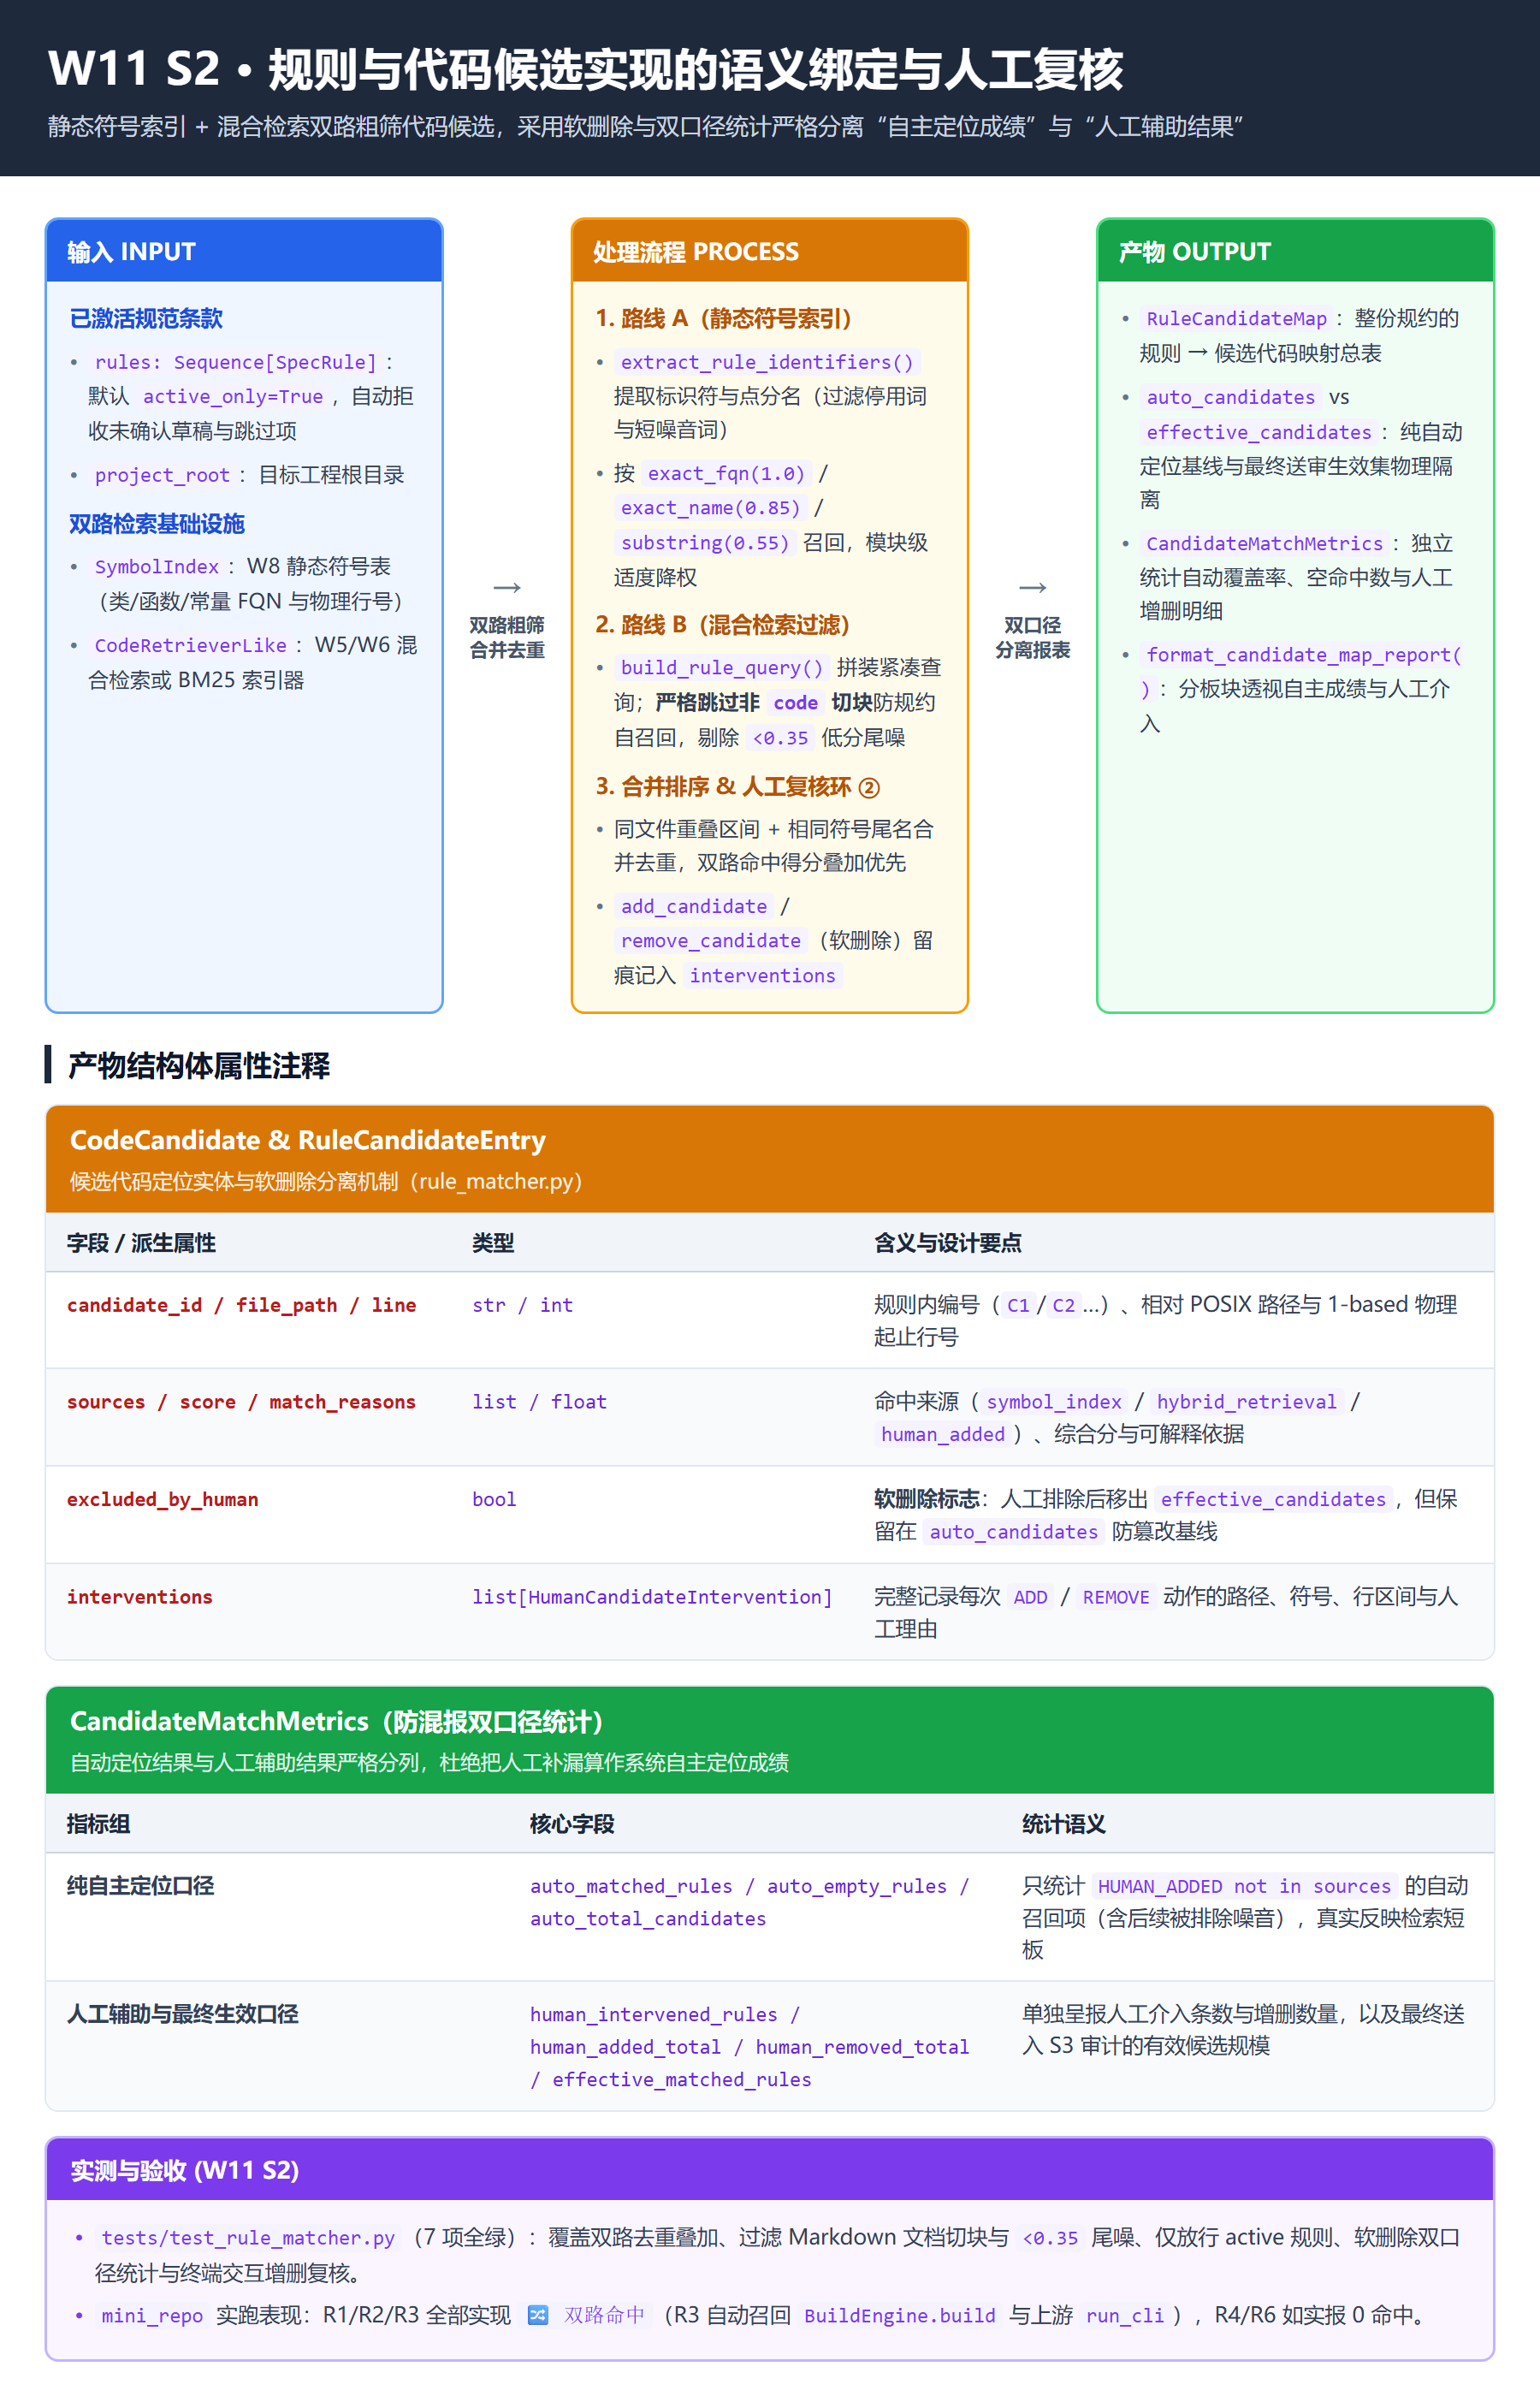 W11 S2 • 规则与代码候选实现的语义绑定与人工复核
静态符号索引 + 混合检索双路粗筛代码候选，采用软删除与双口径统计严格分离“自主定位成绩”与“人工辅助结果”
输入 INPUT
已激活规范条款
• rules: Sequence[SpecRule]：
默认 active_only=True，自动拒
收未确认草稿与跳过项
• project_root：目标工程根目录
双路检索基础设施
• SymbolIndex：W8 静态符号表
（类/函数/常量 FQN 与物理行号）
• CodeRetrieverLike：W5/W6 混
合检索或 BM25 索引器
→
双路粗筛
合并去重
处理流程 PROCESS
1. 路线 A（静态符号索引）
• extract_rule_identifiers()
提取标识符与点分名（过滤停用词
与短噪音词）
• 按 exact_fqn(1.0) /
exact_name(0.85) /
substring(0.55) 召回，模块级
适度降权
2. 路线 B（混合检索过滤）
• build_rule_query() 拼装紧凑查
询；严格跳过非 code 切块防规约
自召回，剔除 <0.35 低分尾噪
3. 合并排序 & 人工复核环 ②
• 同文件重叠区间 + 相同符号尾名合
并去重，双路命中得分叠加优先
• add_candidate /
remove_candidate（软删除）留
痕记入 interventions
→
双口径
分离报表
产物 OUTPUT
• RuleCandidateMap：整份规约的
规则 → 候选代码映射总表
• auto_candidates vs
effective_candidates：纯自动
定位基线与最终送审生效集物理隔
离
• CandidateMatchMetrics：独立
统计自动覆盖率、空命中数与人工
增删明细
• format_candidate_map_report(
)：分板块透视自主成绩与人工介
入
产物结构体属性注释
CodeCandidate & RuleCandidateEntry
候选代码定位实体与软删除分离机制（rule_matcher.py）
字段 / 派生属性 类型 含义与设计要点
candidate_id / file_path / line str / int 规则内编号（C1/C2…）、相对 POSIX 路径与 1-based 物理
起止行号
sources / score / match_reasons list / float 命中来源（symbol_index / hybrid_retrieval /
human_added）、综合分与可解释依据
excluded_by_human bool 软删除标志：人工排除后移出 effective_candidates，但保
留在 auto_candidates 防篡改基线
interventions list[HumanCandidateIntervention] 完整记录每次 ADD / REMOVE 动作的路径、符号、行区间与人
工理由
CandidateMatchMetrics（防混报双口径统计）
自动定位结果与人工辅助结果严格分列，杜绝把人工补漏算作系统自主定位成绩
指标组 核心字段 统计语义
纯自主定位口径 auto_matched_rules / auto_empty_rules / 只统计 HUMAN_ADDED not in sources 的自动
auto_total_candidates 召回项（含后续被排除噪音），真实反映检索短
板
人工辅助与最终生效口径 human_intervened_rules / 单独呈报人工介入条数与增删数量，以及最终送
human_added_total / human_removed_total 入 S3 审计的有效候选规模
/ effective_matched_rules
实测与验收 (W11 S2)
• tests/test_rule_matcher.py（7 项全绿）：覆盖双路去重叠加、过滤 Markdown 文档切块与 <0.35 尾噪、仅放行 active 规则、软删除双口
径统计与终端交互增删复核。
• mini_repo 实跑表现：R1/R2/R3 全部实现 🔀 双路命中（R3 自动召回 BuildEngine.build 与上游 run_cli），R4/R6 如实报 0 命中。